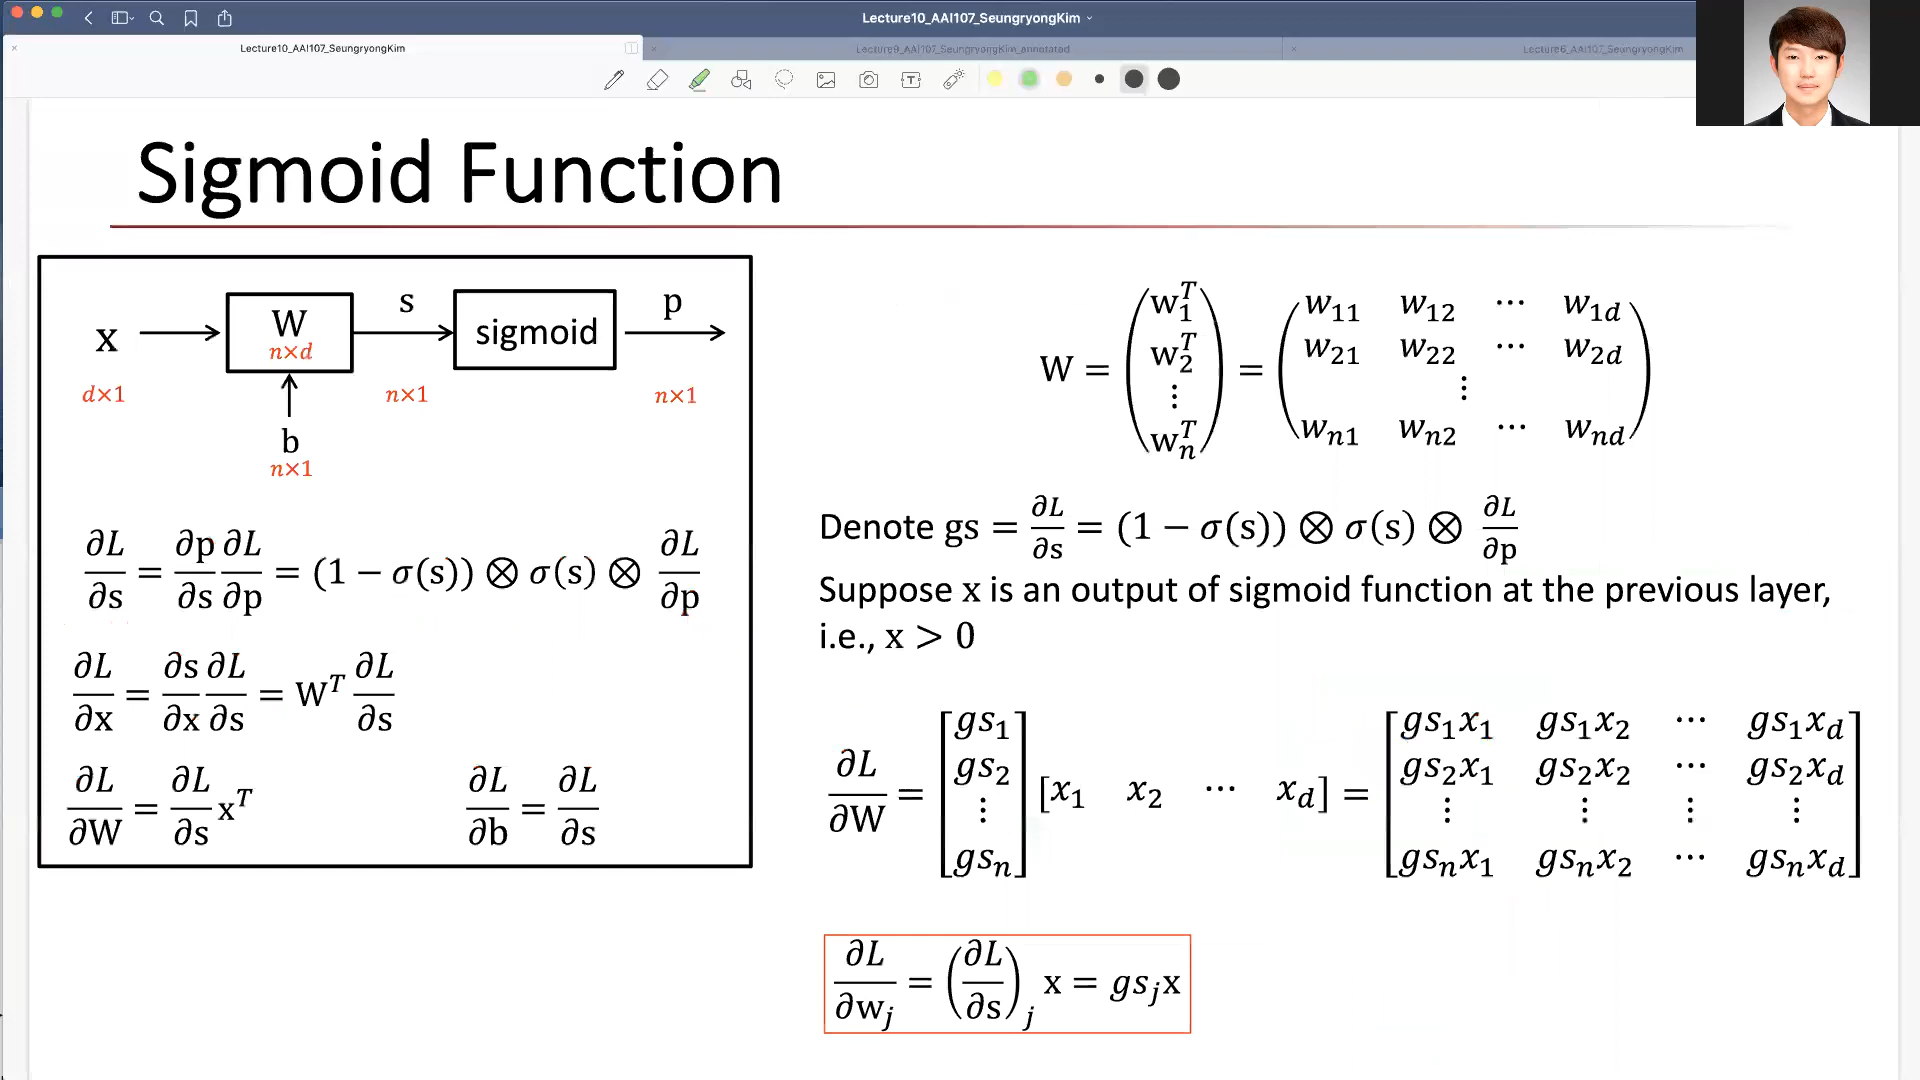 Lecture10_AAI107_SeungryongKim
Lecture10_AAI107_SeungryongKim
Lecture9_AAI107_SeungryongKim_annotated
Lecture6_AAI107_SeungryongKim
Sigmoid Function
x → W → s → sigmoid → p
n×d
d×1 n×1 n×1
b
n×1
∂L/∂s = ∂p/∂s ∂L/∂p = (1 − σ(s)) ⊗ σ(s) ⊗ ∂L/∂p
∂L/∂x = ∂s/∂x ∂L/∂s = W^T ∂L/∂s
∂L/∂W = ∂L/∂s x^T ∂L/∂b = ∂L/∂s
W = (w_1^T w_2^T ⋮ w_n^T) = (w_11 w_12 ⋯ w_1d
w_21 w_22 ⋯ w_2d
⋮
w_n1 w_n2 ⋯ w_nd)
Denote gs = ∂L/∂s = (1 − σ(s)) ⊗ σ(s) ⊗ ∂L/∂p
Suppose x is an output of sigmoid function at the previous layer,
i.e., x > 0
∂L/∂W = [gs_1 gs_2 ⋮ gs_n] [x_1 x_2 ⋯ x_d] = [gs_1x_1 gs_1x_2 ⋯ gs_1x_d
gs_2x_1 gs_2x_2 ⋯ gs_2x_d
⋮ ⋮ ⋮ ⋮
gs_nx_1 gs_nx_2 ⋯ gs_nx_d]
∂L/∂w_j = (∂L/∂s)_j x = gs_jx